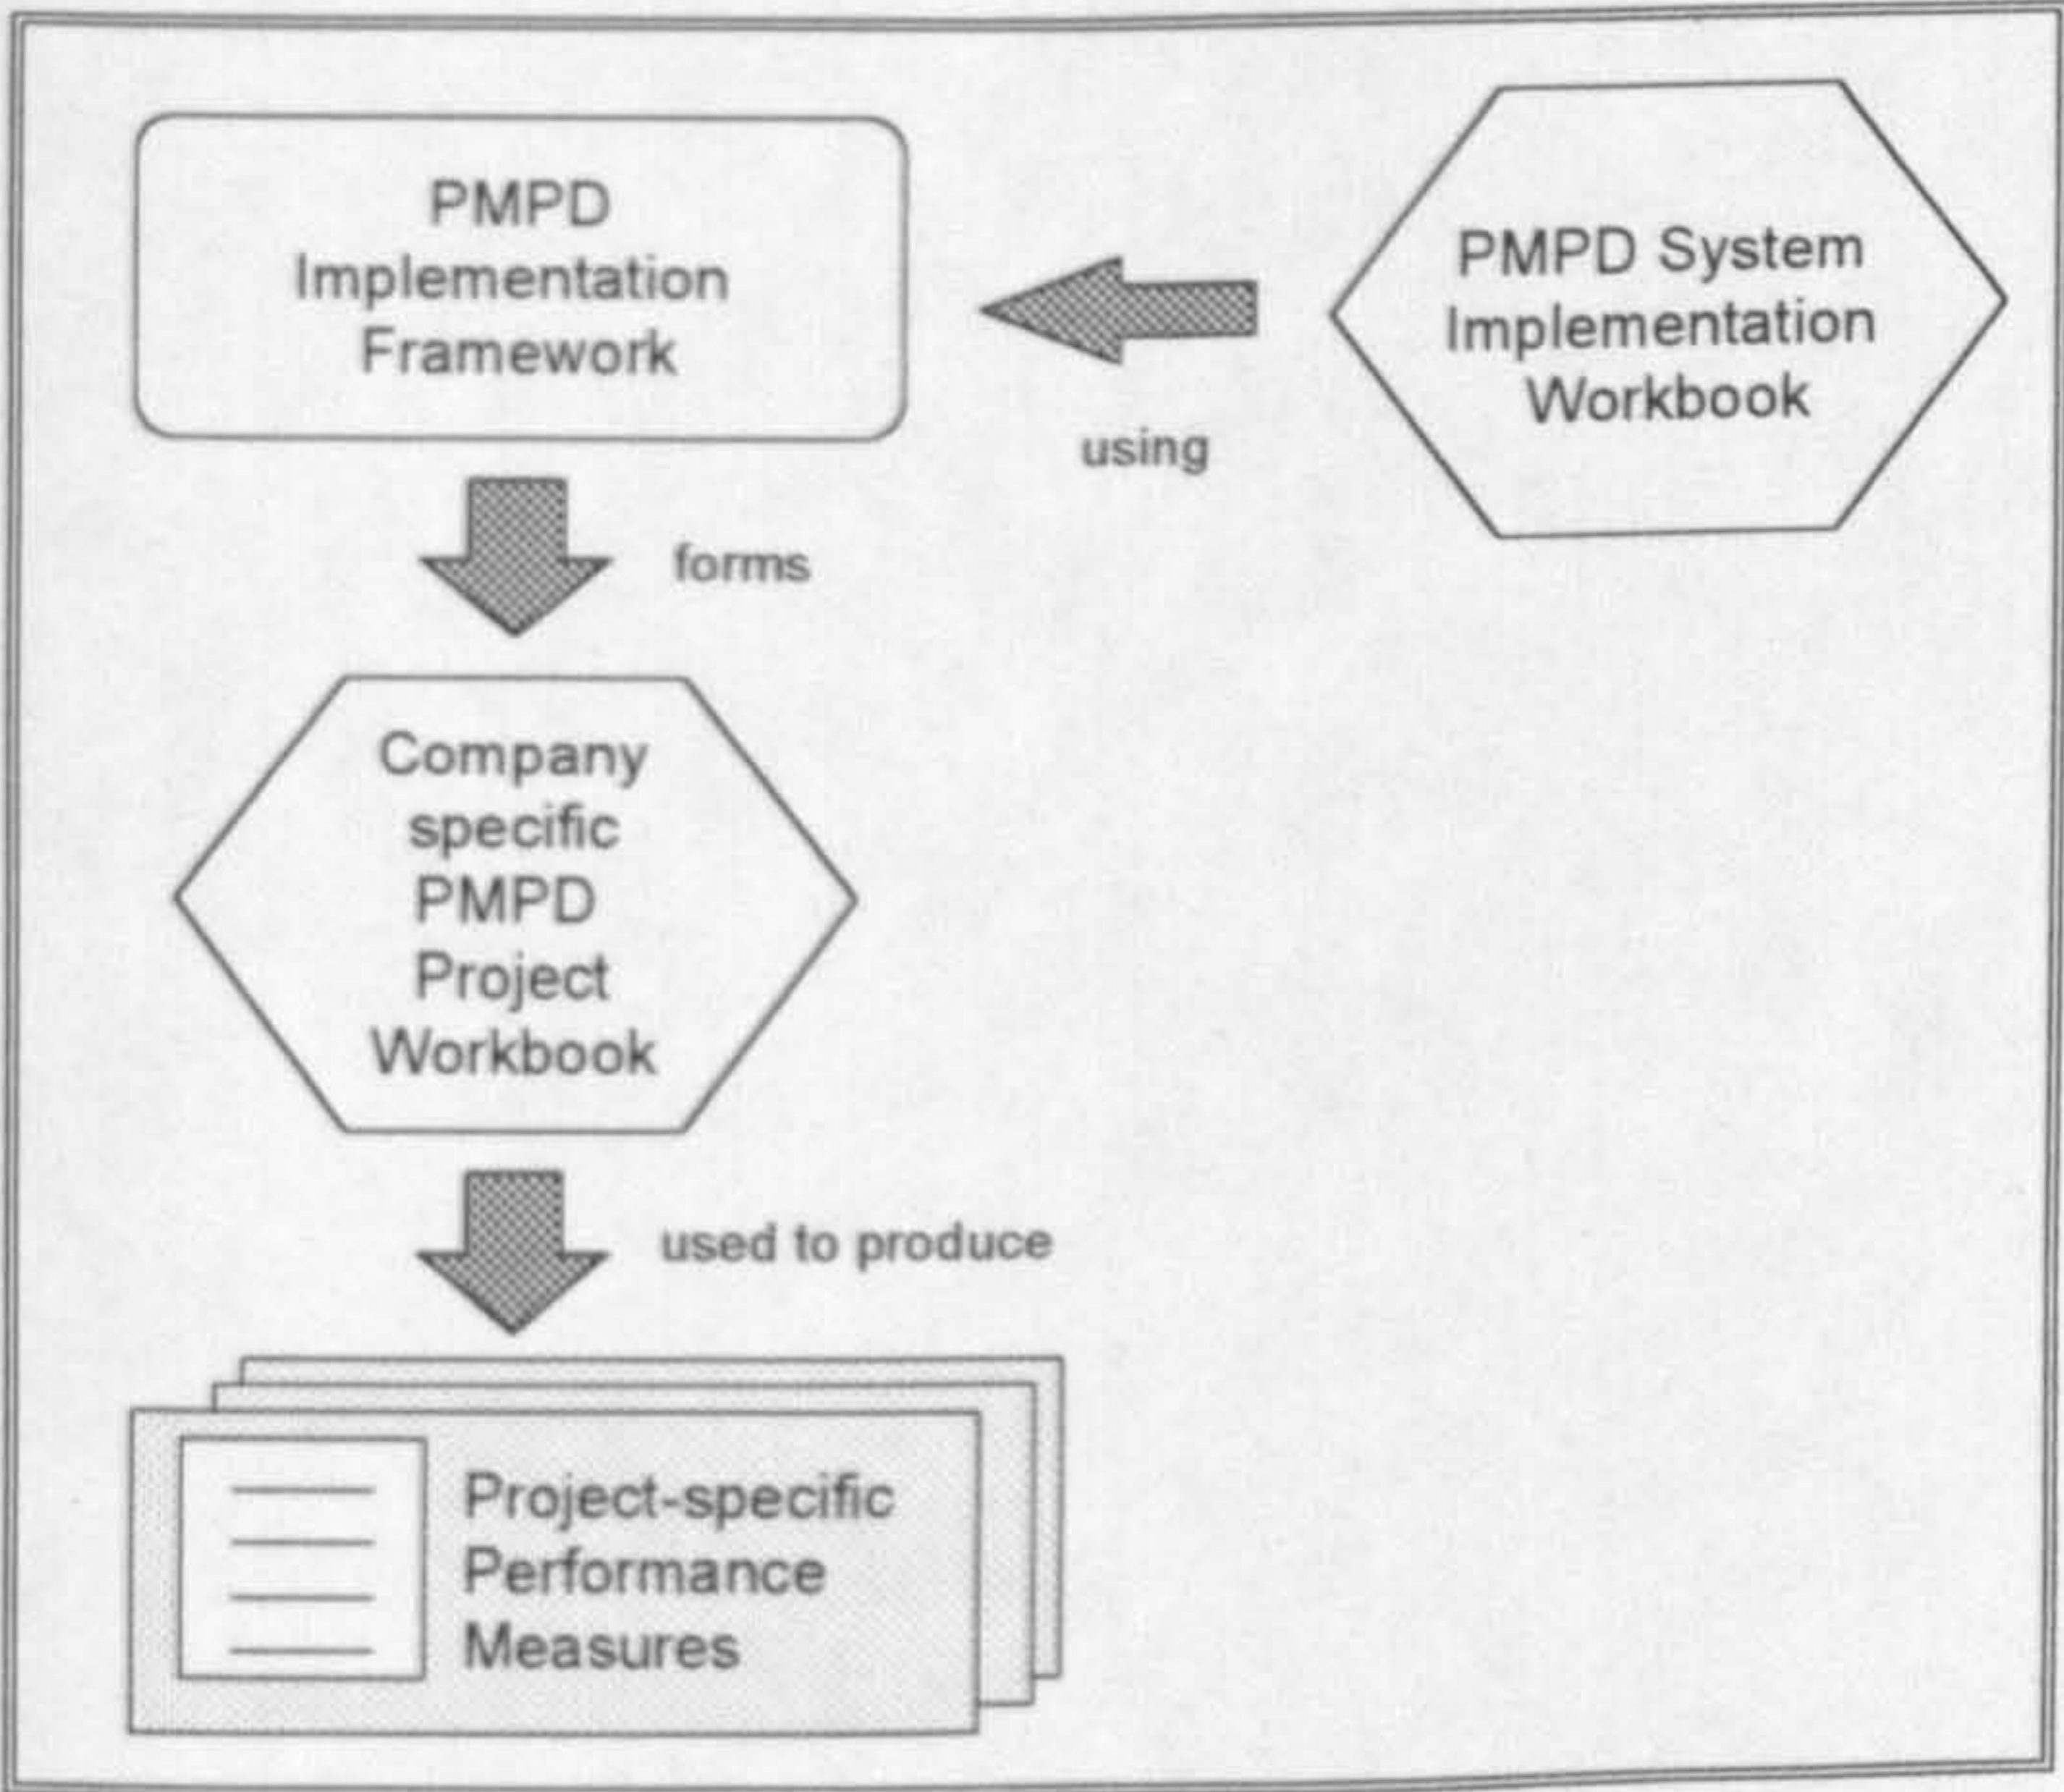 PMPD
Implementation
Framework
PMPD System
Implementation
Workbook
using
forms
Company
specific
PMPD
Project
Workbook
used to produce
Project-specific
Performance
Measures